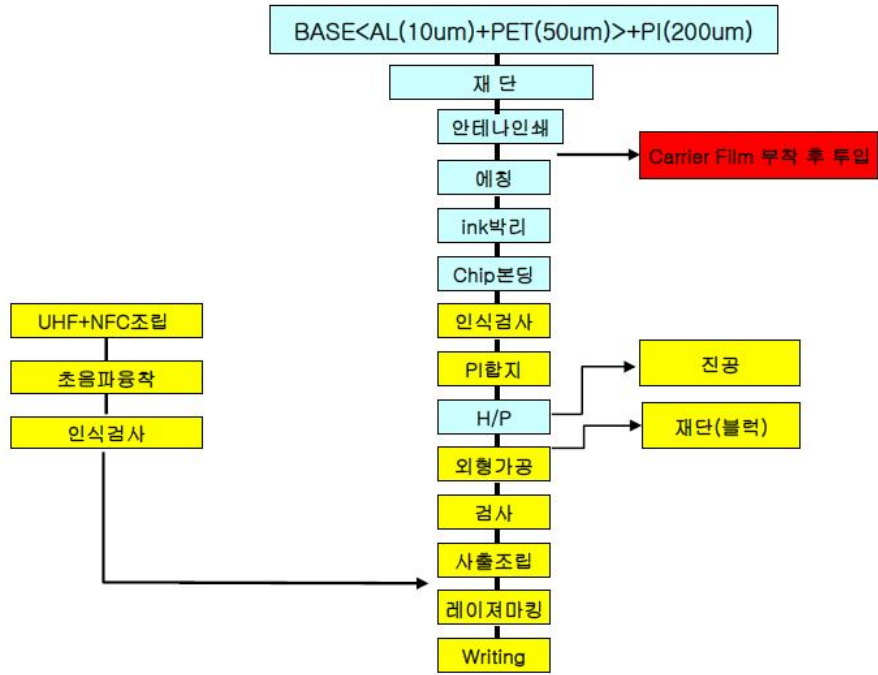 BASE<AL(10um)+PET(50um)>+PI(200um)
재 단
안테나인쇄
Carrier Film 부착 후 투입
에칭
ink박리
Chip본딩
UHF+NFC조립
인식검사
초음파융착
PI합지
진공
인식검사
H/P
재단(블럭)
외형가공
검사
사출조립
레이져마킹
Writing